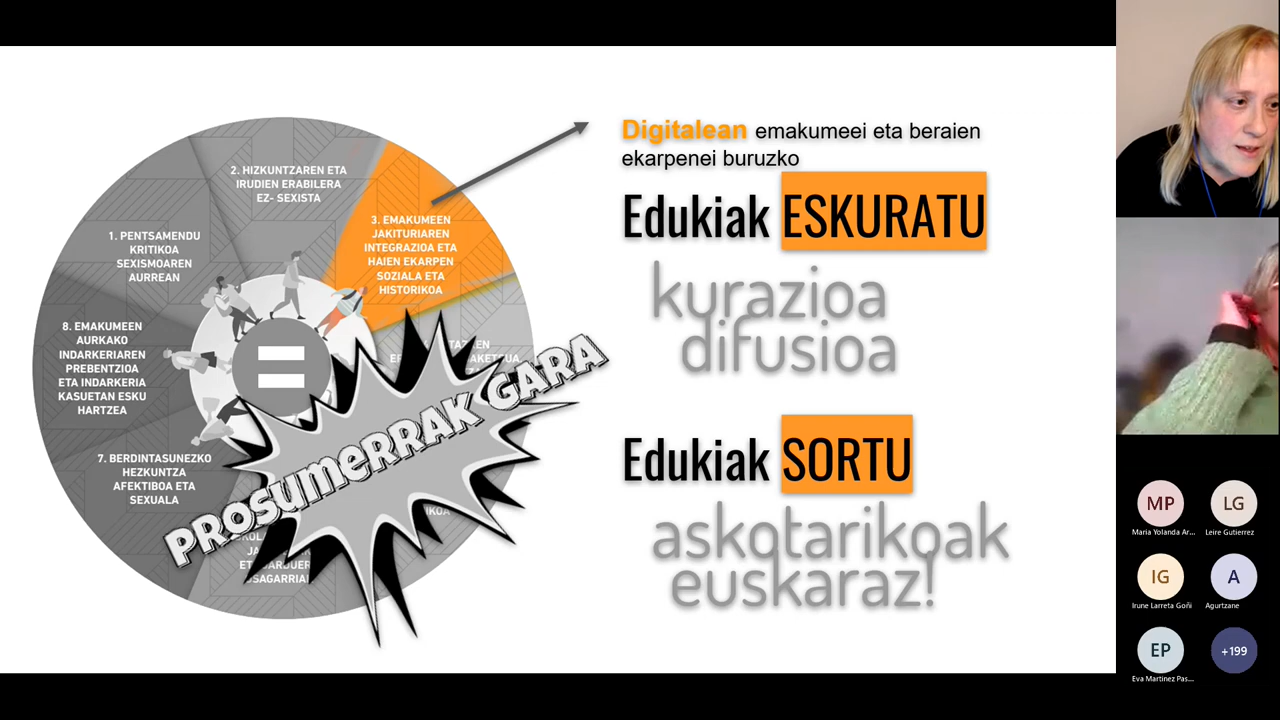 2. HIZKUNTZAREN ETA
IRUDIEN ERABILERA
EZ- SEXISTA
3. EMAKUMEEN
JAKITURIAREN
INTEGRAZIOA ETA
HAIEN EKARPEN
SOZIALA ETA
HISTORIKOA
1. PENTSAMENDU
KRITIKOA
SEXISMOAREN
AURREAN
8. EMAKUMEEN
AURKAKO
INDARKERIAREN
PREBENTZIOA
ETA INDARKERIA
KASUETAN ESKU
HARTZEA
7. BERDINTASUNEZKO
HEZKUNTZA
AFEKTIBOA ETA
SEXUALA
=
PROSUMERRAK GARA
Digitalean emakumeei eta beraien
ekarpenei buruzko
Edukiak ESKURATU
kurazioa
difusioa
Edukiak SORTU
askotarikoak
euskaraz!
MP
LG
Maria Yolanda Ar...
Leire Gutierrez
IG
A
Irune Larreta Goñi
Agurtzane
EP
+199
Eva Martinez Pas...